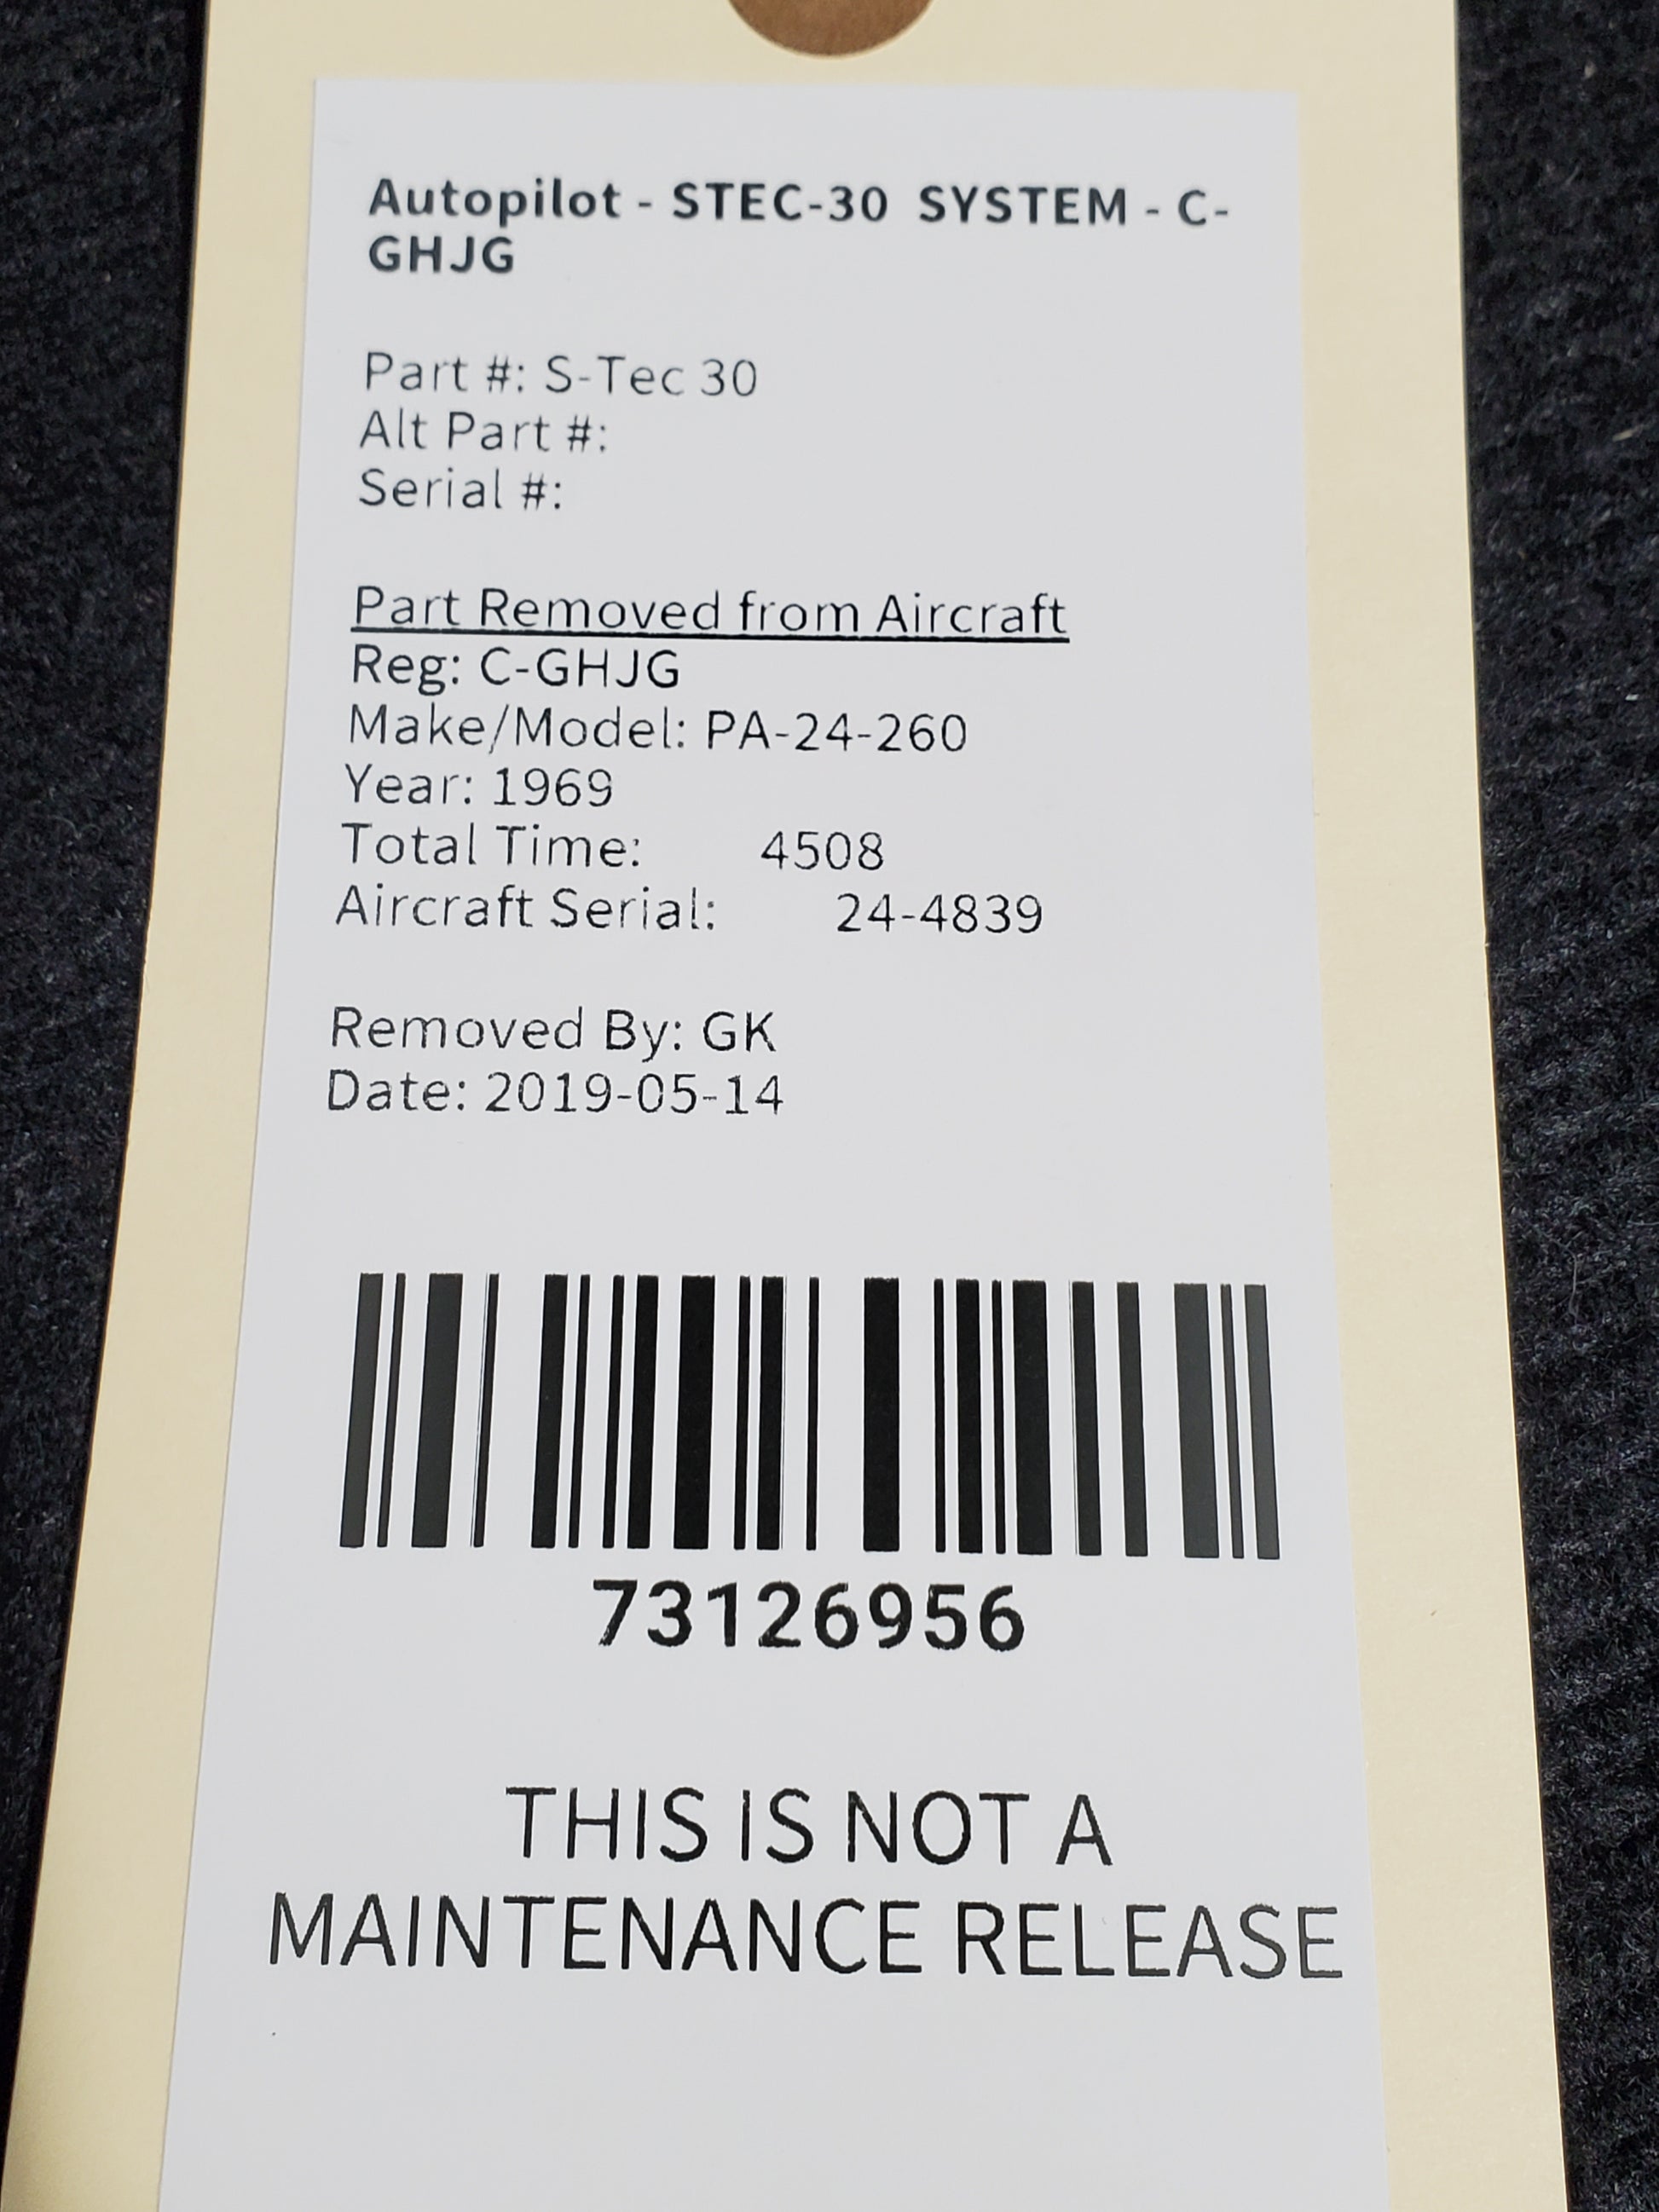 Autopilot - STEC-30 SYSTEM - C-
GHJG
Part #: S-Tec 30
Alt Part #:
Serial #:
Part Removed from Aircraft
Reg: C-GHJG
Make/Model: PA-24-260
Year: 1969
Total Time: 4508
Aircraft Serial: 24-4839
Removed By: GK
Date: 2019-05-14
73126956
THIS IS NOT A
MAINTENANCE RELEASE